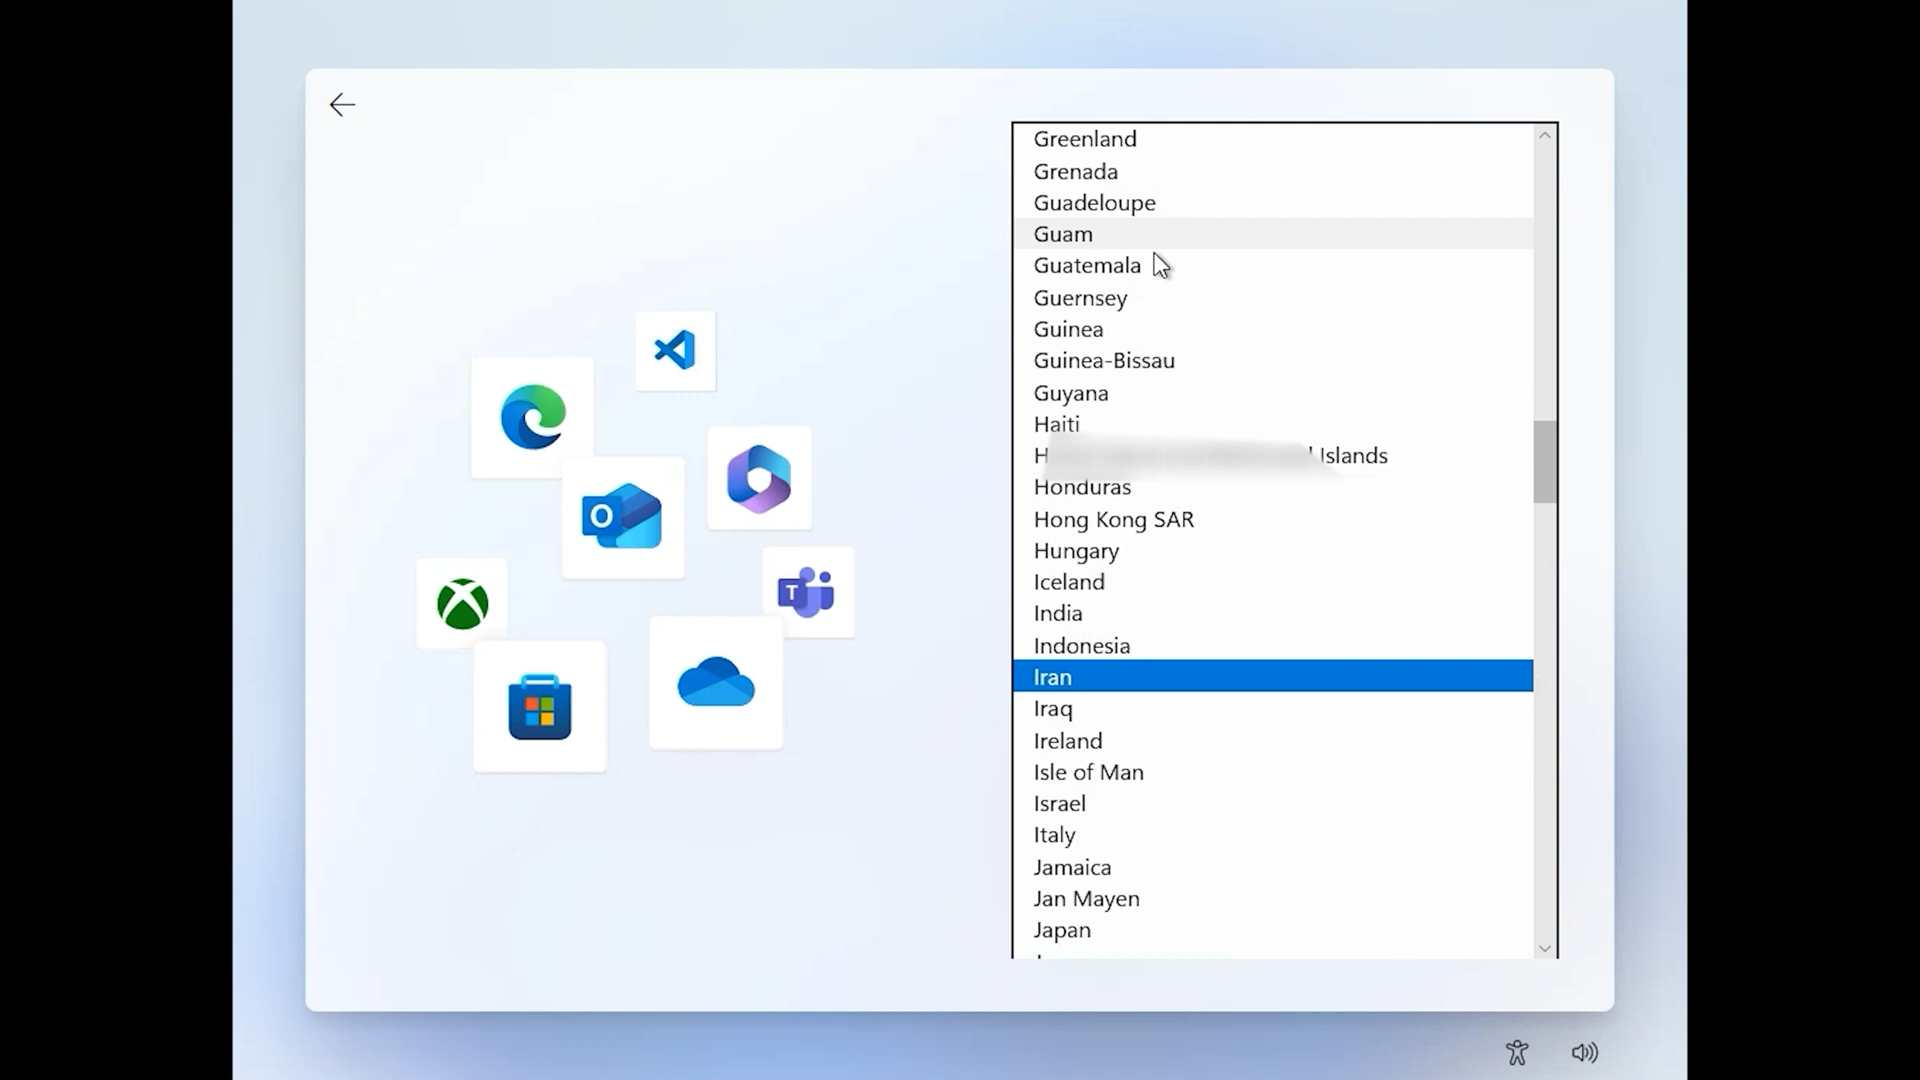 Greenland
Grenada
Guadeloupe
Guam
Guatemala
Guernsey
Guinea
Guinea-Bissau
Guyana
Haiti
Islands
Honduras
Hong Kong SAR
Hungary
Iceland
India
Indonesia
Iran
Iraq
Ireland
Isle of Man
Israel
Italy
Jamaica
Jan Mayen
Japan
O
T